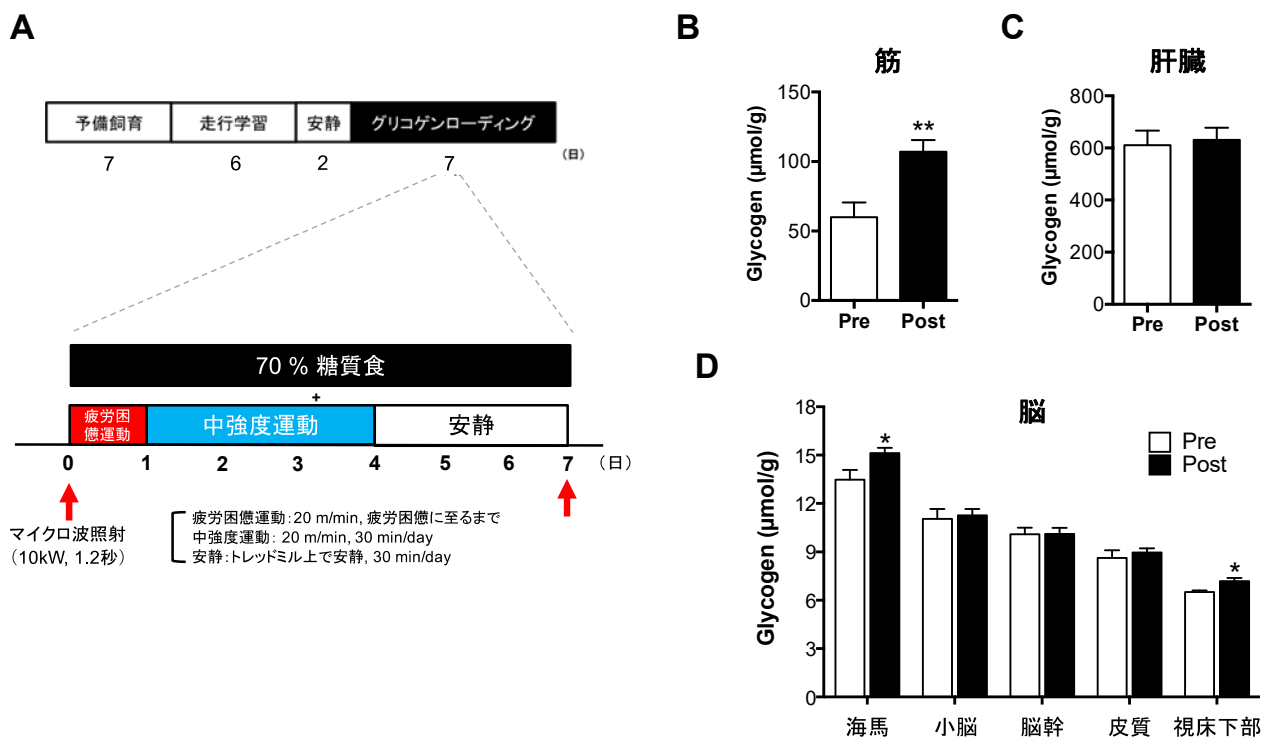 A
予備飼育 走行学習 安静 グリコゲンローディング
7 6 2 7 (日)
70 % 糖質食
+
疲労困
憊運動
中強度運動
安静
0 1 2 3 4 5 6 7 (日)
マイクロ波照射
(10kW, 1.2秒)
疲労困憊運動:20 m/min, 疲労困憊に至るまで
中強度運動: 20 m/min, 30 min/day
安静:トレッドミル上で安静, 30 min/day
B
筋
Glycogen (μmol/g)
150
100
50
0
**
Pre Post
C
肝臓
Glycogen (μmol/g)
800
600
400
200
0
Pre Post
D
脳
Glycogen (μmol/g)
18
15
12
9
6
3
0
*
*
Pre
Post
海馬 小脳 脳幹 皮質 視床下部